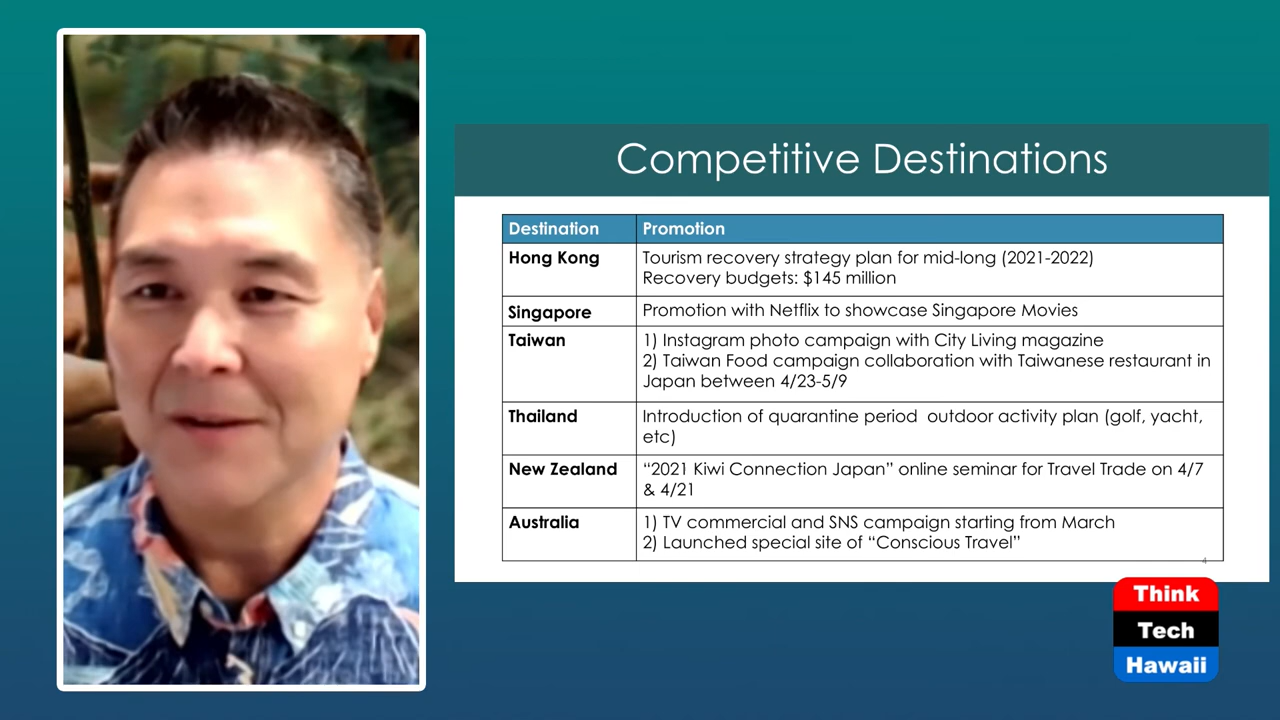 Competitive Destinations
Destination Promotion
Hong Kong Tourism recovery strategy plan for mid-long (2021-2022)
Recovery budgets: $145 million
Singapore Promotion with Netflix to showcase Singapore Movies
Taiwan 1) Instagram photo campaign with City Living magazine
2) Taiwan Food campaign collaboration with Taiwanese restaurant in
Japan between 4/23-5/9
Thailand Introduction of quarantine period outdoor activity plan (golf, yacht,
etc)
New Zealand “2021 Kiwi Connection Japan” online seminar for Travel Trade on 4/7
& 4/21
Australia 1) TV commercial and SNS campaign starting from March
2) Launched special site of “Conscious Travel”
4
Think
Tech
Hawaii